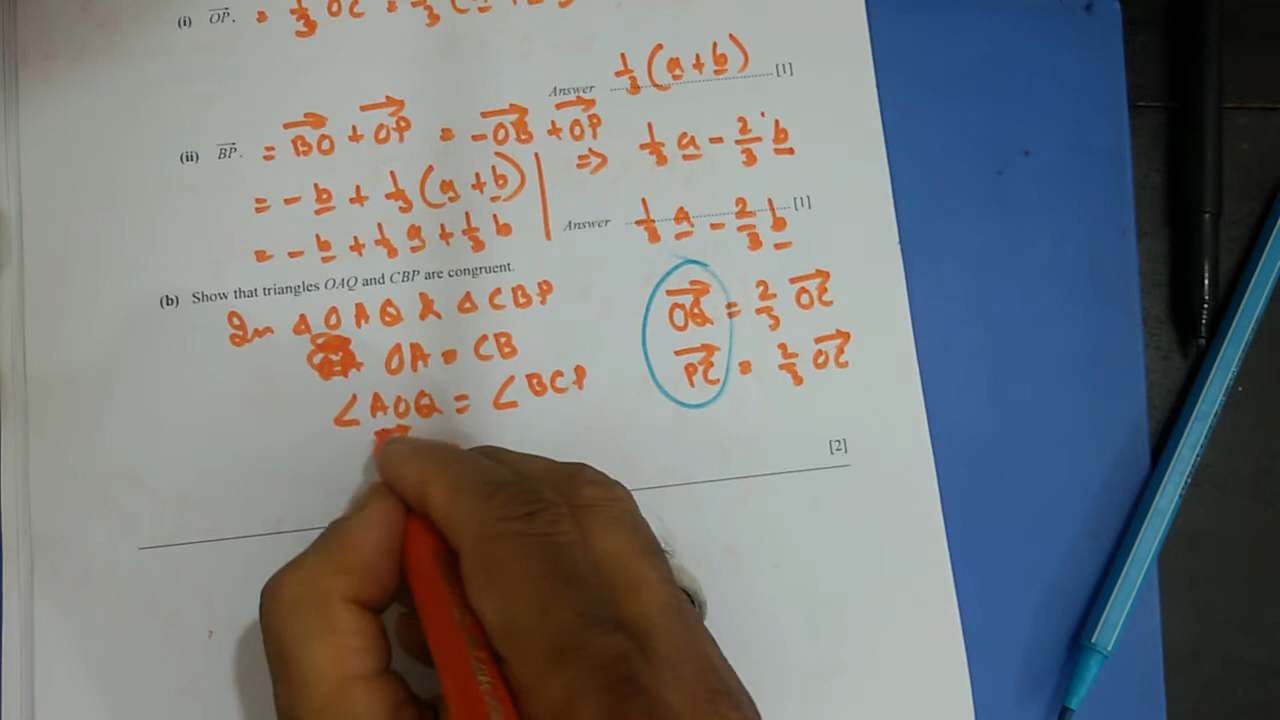 (i) OP. = 1/3 OC = 1/3
Answer 1/3 (a + b) [1]
(ii) BP. = BO + OP = -OB + OP
= - b + 1/3 (a + b) ⇒ 1/3 a - 2/3 b
= - b + 1/3 a + 1/3 b
Answer 1/3 a - 2/3 b [1]
(b) Show that triangles OAQ and CBP are congruent.
In Δ OAQ & Δ CBP
OA = CB
∠AOQ = ∠BCP
OQ = 2/3 OC
PC = 2/3 OC
[2]